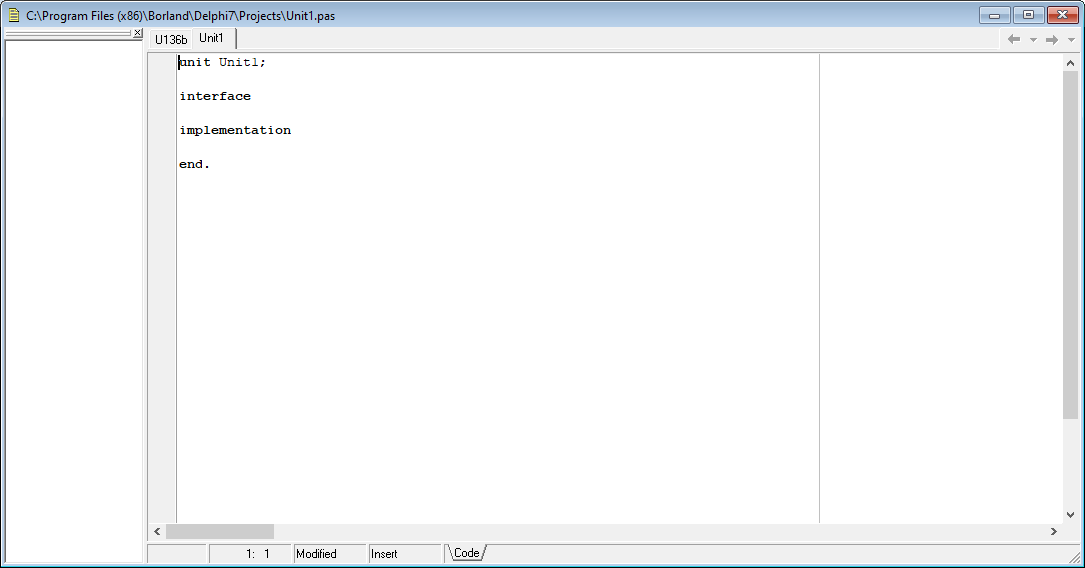 C:\Program Files (x86)\Borland\Delphi7\Projects\Unit1.pas
U136b Unit1
unit Unit1;
interface
implementation
end.
1: 1 Modified Insert Code